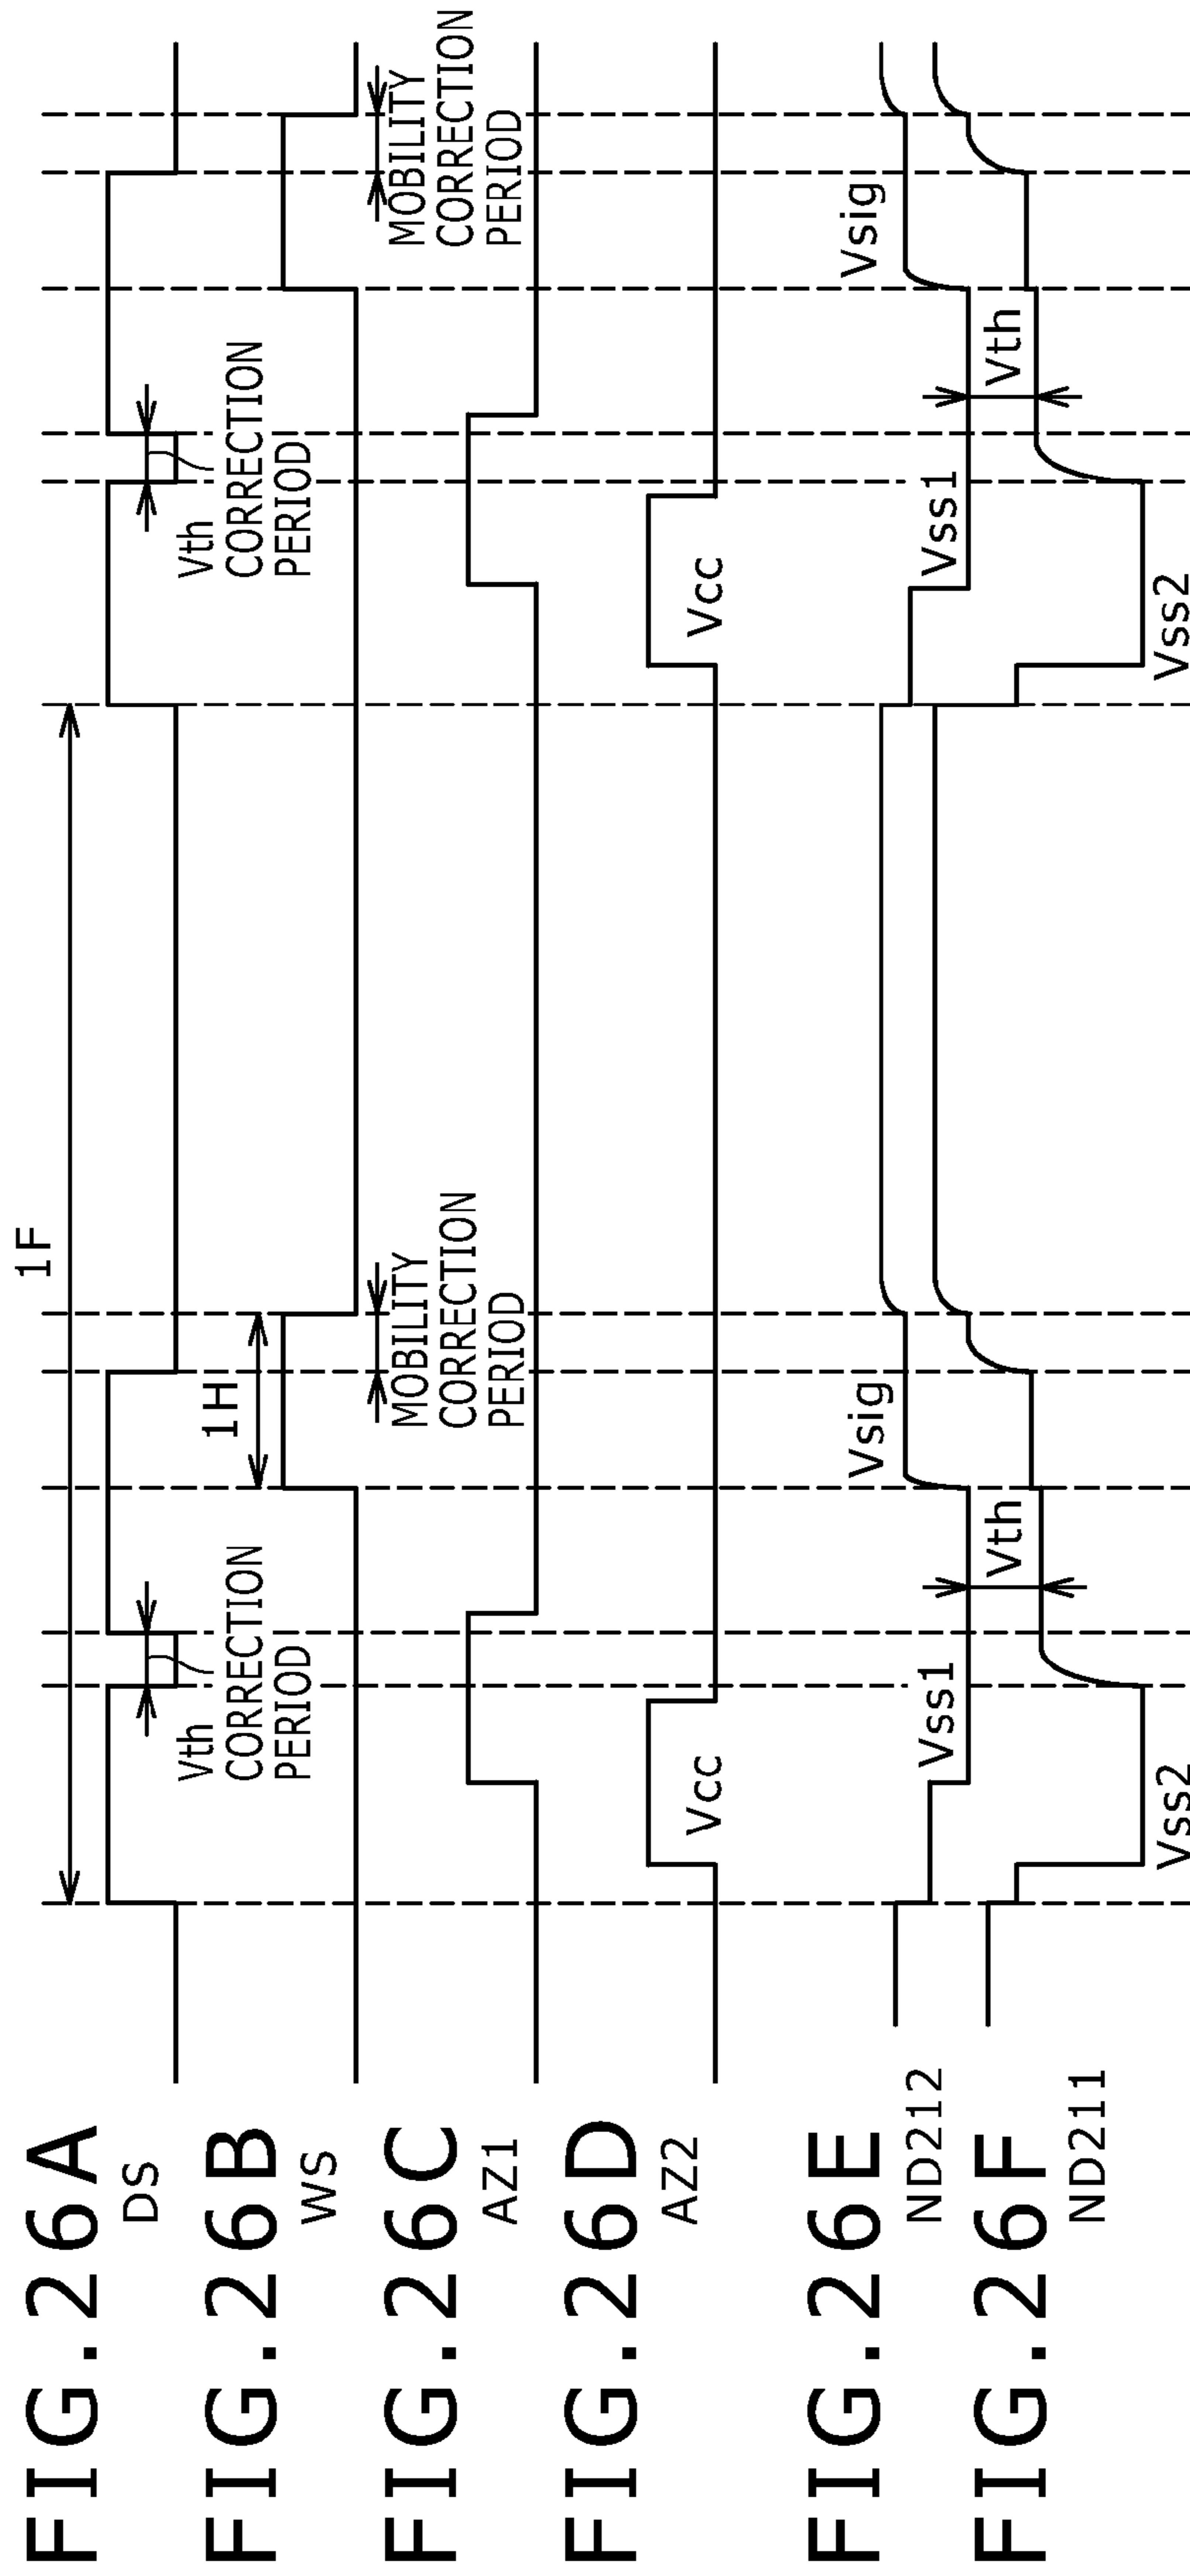 1F
FIG.26A
DS
Vth
CORRECTION
PERIOD
Vth
CORRECTION
PERIOD
FIG.26B
WS
1H
MOBILITY
CORRECTION
PERIOD
MOBILITY
CORRECTION
PERIOD
FIG.26C
AZ1
FIG.26D
AZ2
Vcc
Vcc
FIG.26E
ND212
Vss1
Vsig
Vss1
Vsig
Vth
Vth
FIG.26F
ND211
Vss2
Vss2